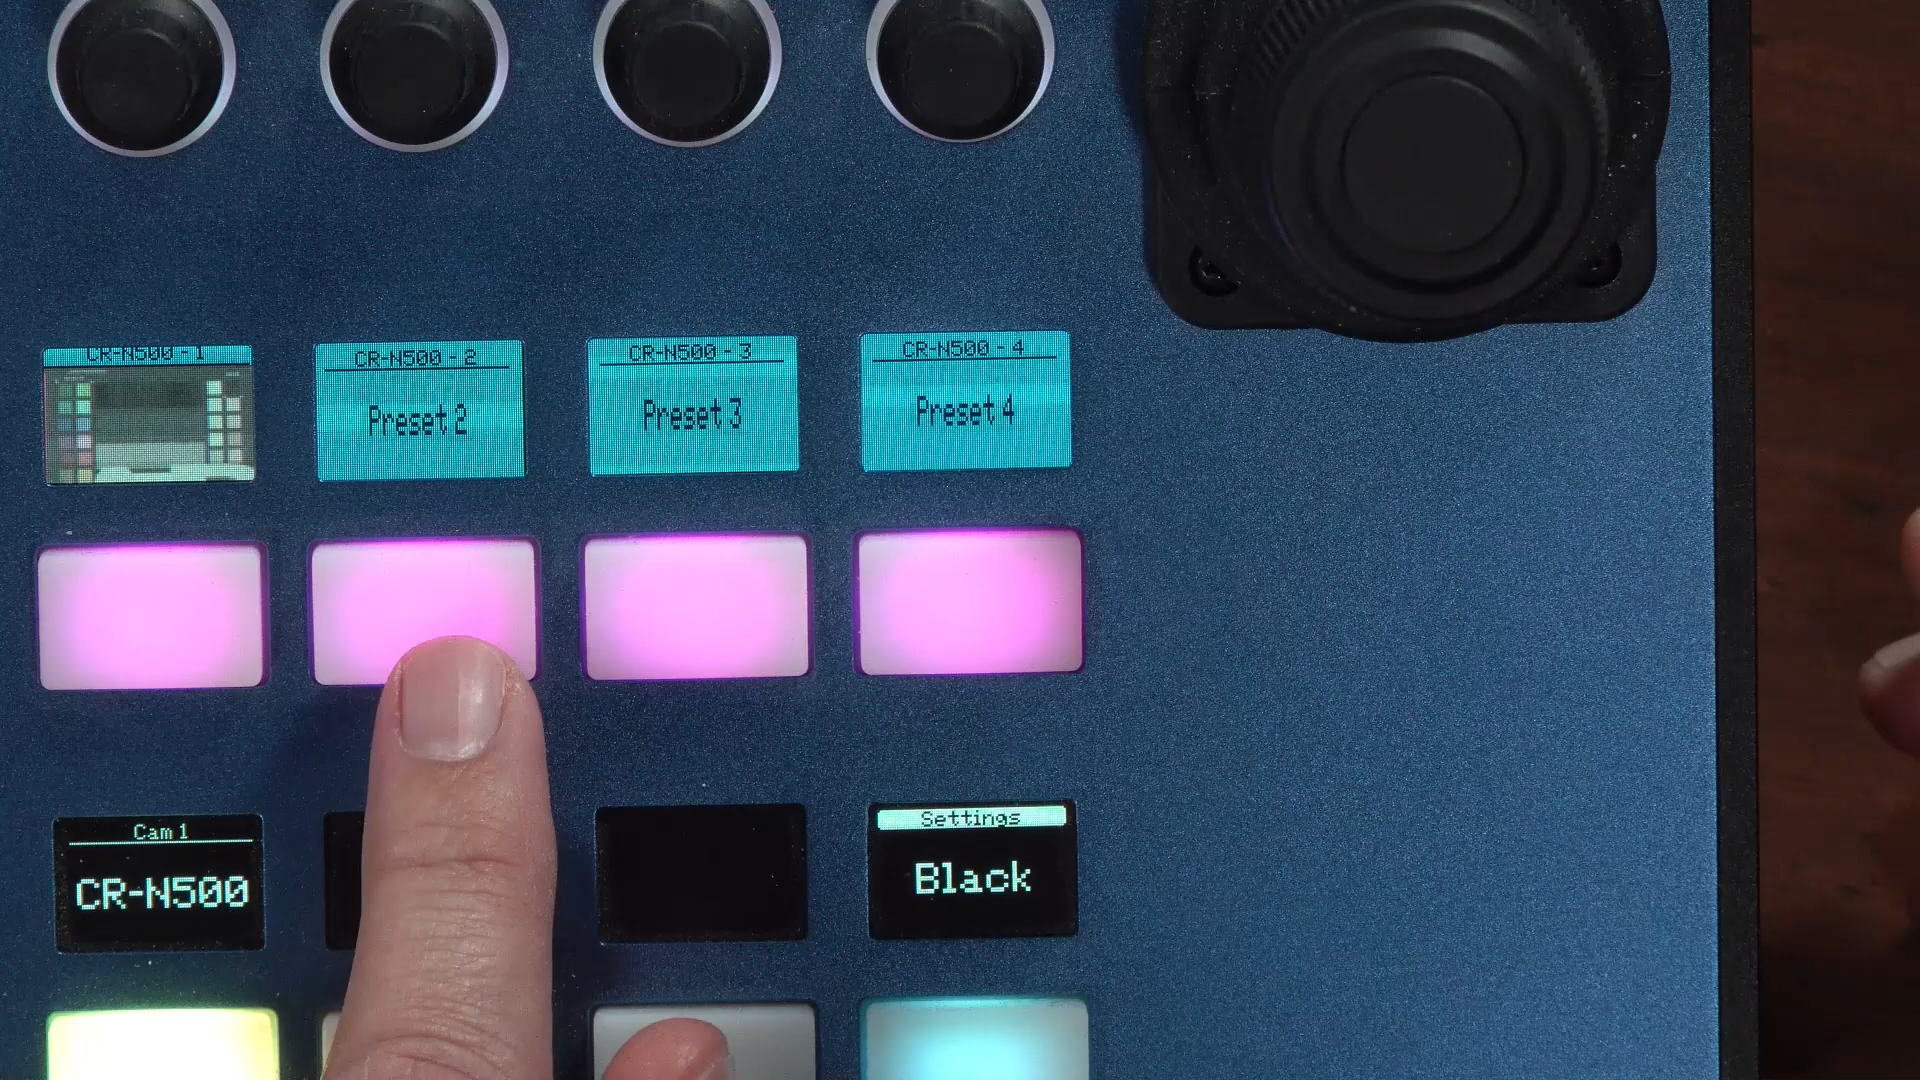 CR-N500 - 1
CR-N500 - 2
Preset 2
CR-N500 - 3
Preset 3
CR-N500 - 4
Preset 4
Cam 1
CR-N500
Settings
Black